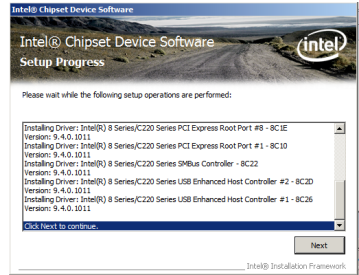 Intel® Chipset Device Software
Intel® Chipset Device Software
Setup Progress
intel
Please wait while the following setup operations are performed:
Installing Driver: Intel(R) 8 Series/C220 Series PCI Express Root Port #8 - 8C1E
Version: 9.4.0.1011
Installing Driver: Intel(R) 8 Series/C220 Series PCI Express Root Port #1 - 8C10
Version: 9.4.0.1011
Installing Driver: Intel(R) 8 Series/C220 Series SMBus Controller - 8C22
Version: 9.4.0.1011
Installing Driver: Intel(R) 8 Series/C220 Series USB Enhanced Host Controller #2 - 8C2D
Version: 9.4.0.1011
Installing Driver: Intel(R) 8 Series/C220 Series USB Enhanced Host Controller #1 - 8C26
Version: 9.4.0.1011
Click Next to continue.
Next
Intel® Installation Framework